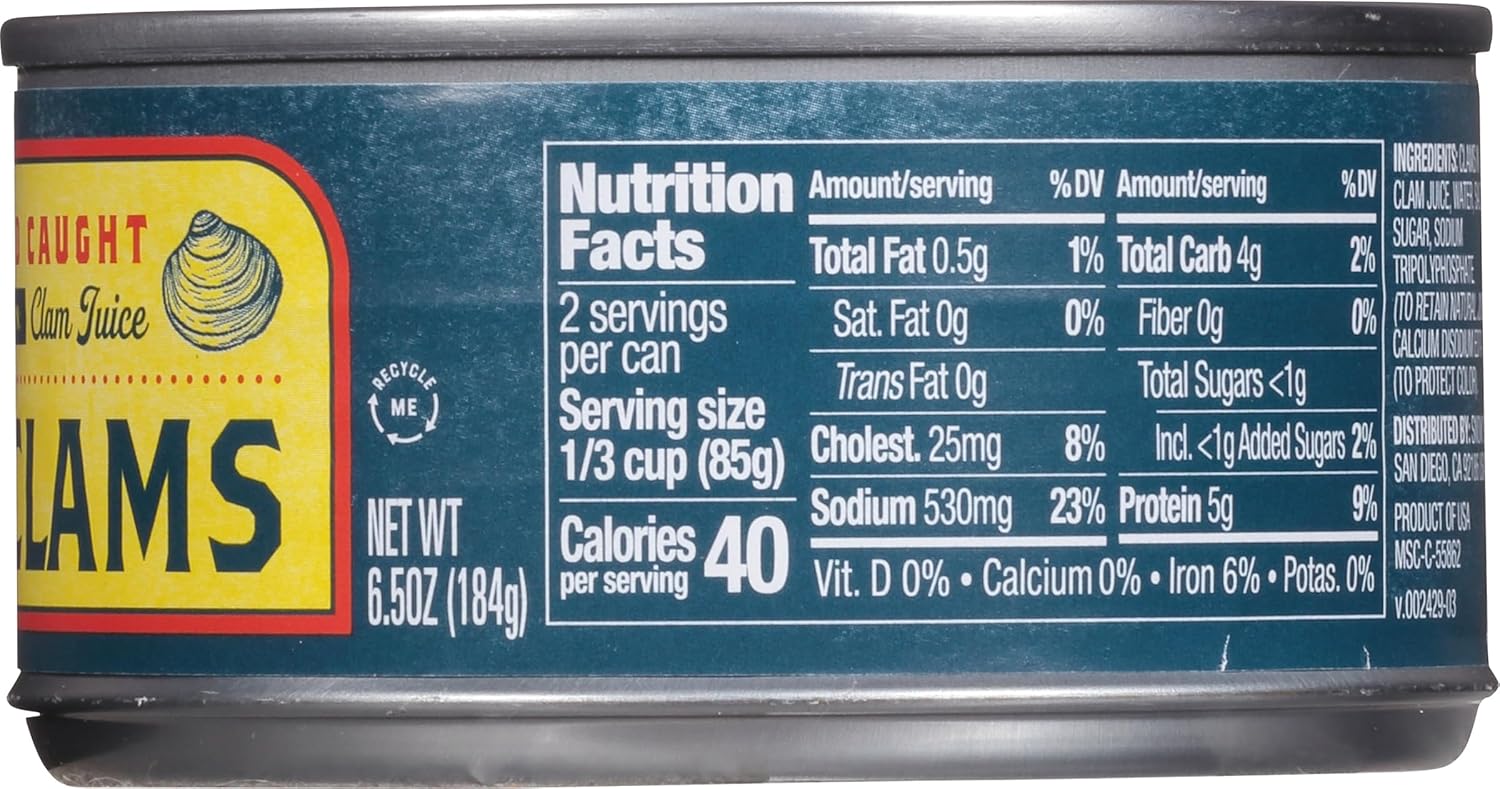 CAUGHT
Clam Juice
CLAMS
RECYCLE
ME
NET WT
6.5OZ (184g)
Nutrition
Facts
2 servings
per can
Serving size
1/3 cup (85g)
Calories 40
per serving
Amount/serving %DV
Total Fat 0.5g 1%
Sat. Fat 0g 0%
Trans Fat 0g
Cholest. 25mg 8%
Sodium 530mg 23%
Amount/serving %DV
Total Carb 4g 2%
Fiber 0g 0%
Total Sugars <1g
Incl. <1g Added Sugars 2%
Protein 5g 9%
Vit. D 0% • Calcium 0% • Iron 6% • Potas. 0%
INGREDIENTS: CLAMS
CLAM JUICE, WATER,
SUGAR, SODIUM
TRIPOLYPHOSPHATE
(TO RETAIN NATURAL
CALCIUM DISODIUM
(TO PROTECT COLOR)
DISTRIBUTED BY:
SAN DIEGO, CA
PRODUCT OF USA
MSC-C-55862
v.002429-03